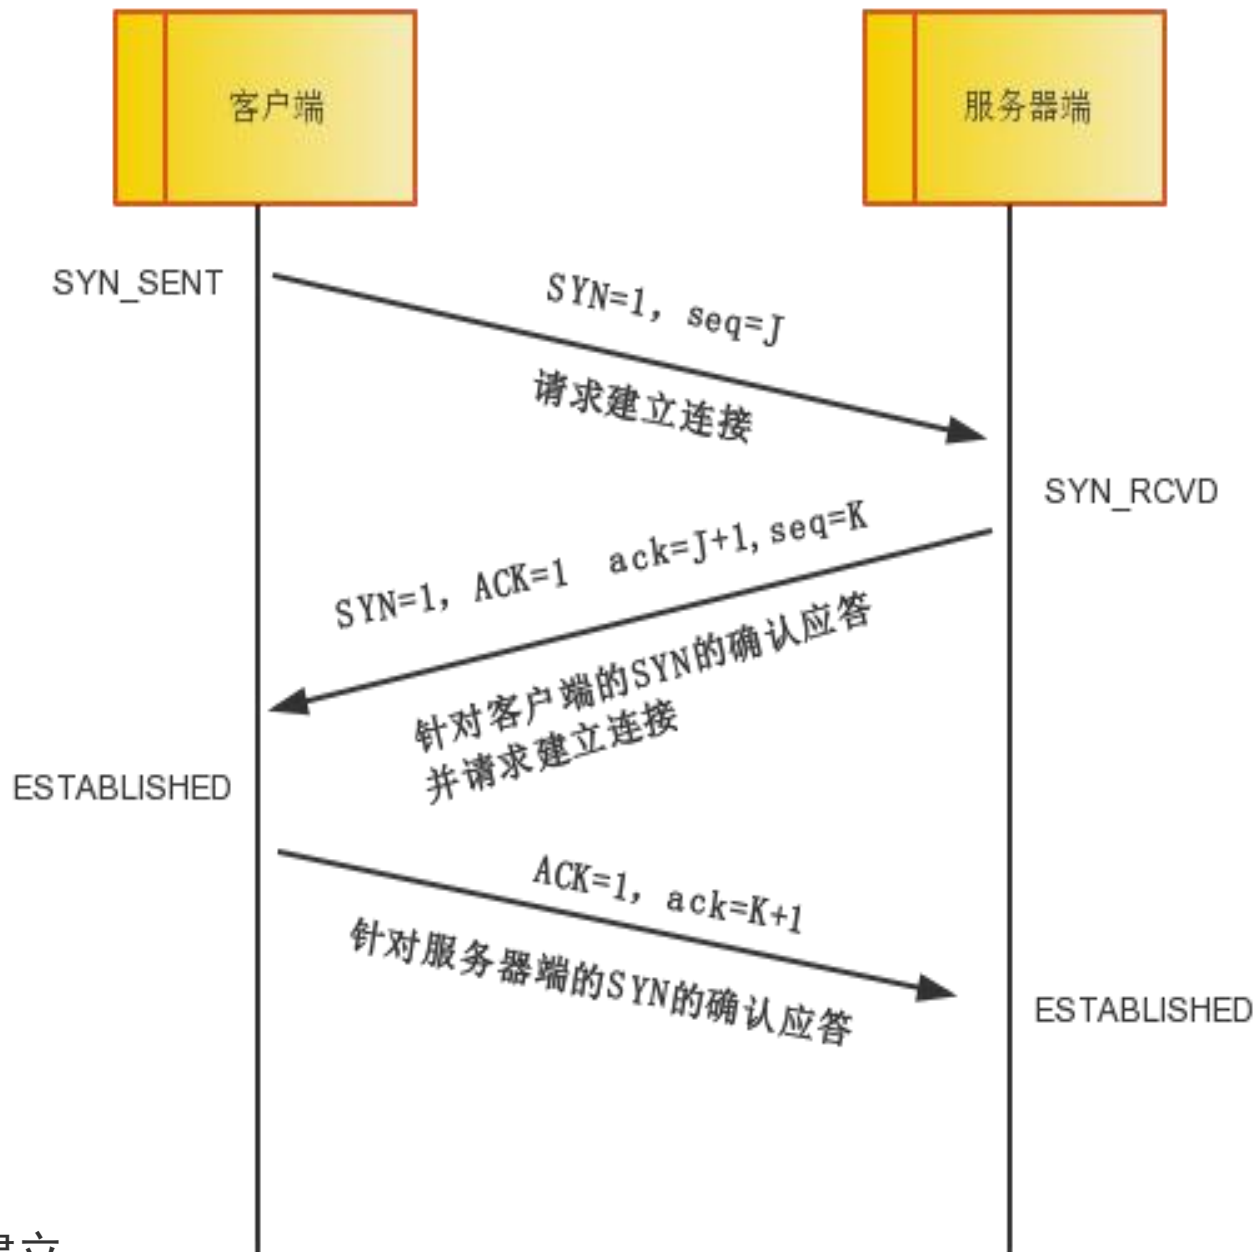 客户端
服务器端
SYN_SENT
SYN=1, seq=J
请求建立连接
SYN_RCVD
SYN=1, ACK=1 ack=J+1,seq=K
针对客户端的SYN的确认应答
并请求建立连接
ESTABLISHED
ACK=1, ack=K+1
针对服务器端的SYN的确认应答
ESTABLISHED